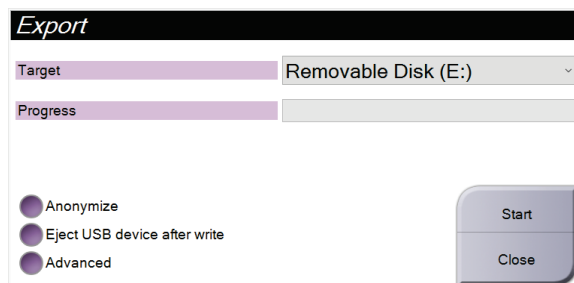 Export
Target
Removable Disk (E:)
Progress
Anonymize
Eject USB device after write
Advanced
Start
Close